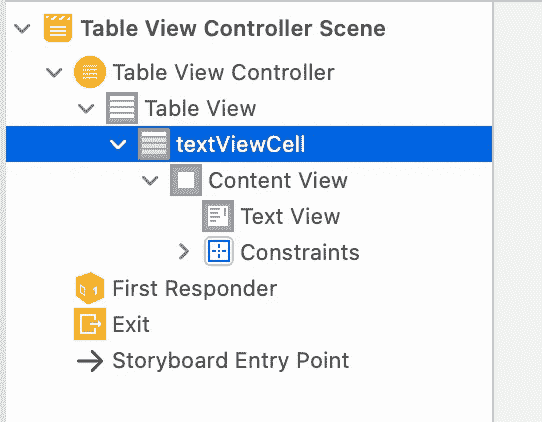 Table View Controller Scene
Table View Controller
Table View
textViewCell
Content View
Text View
Constraints
First Responder
Exit
Storyboard Entry Point